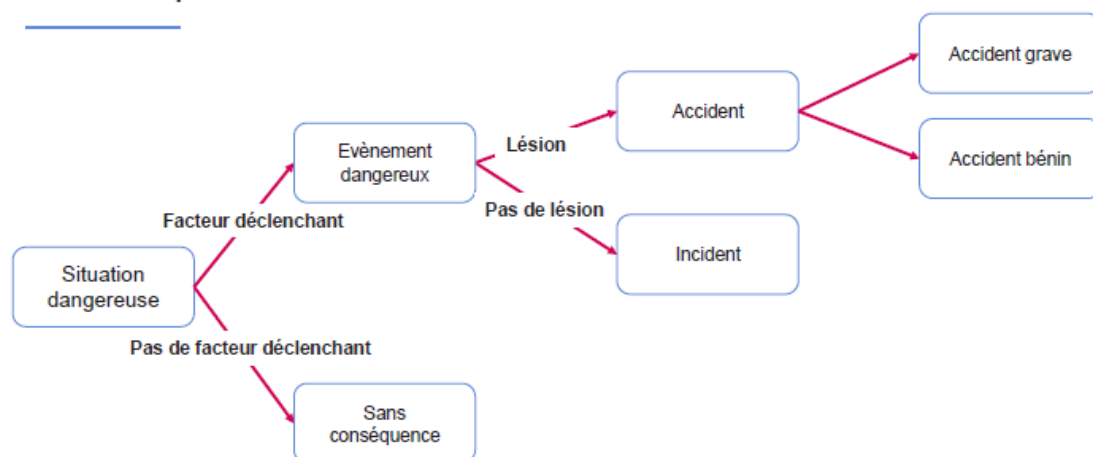 Accident grave
Accident
Evènement
dangereux
Lésion
Accident bénin
Pas de lésion
Facteur déclenchant
Incident
Situation
dangereuse
Pas de facteur déclenchant
Sans
conséquence